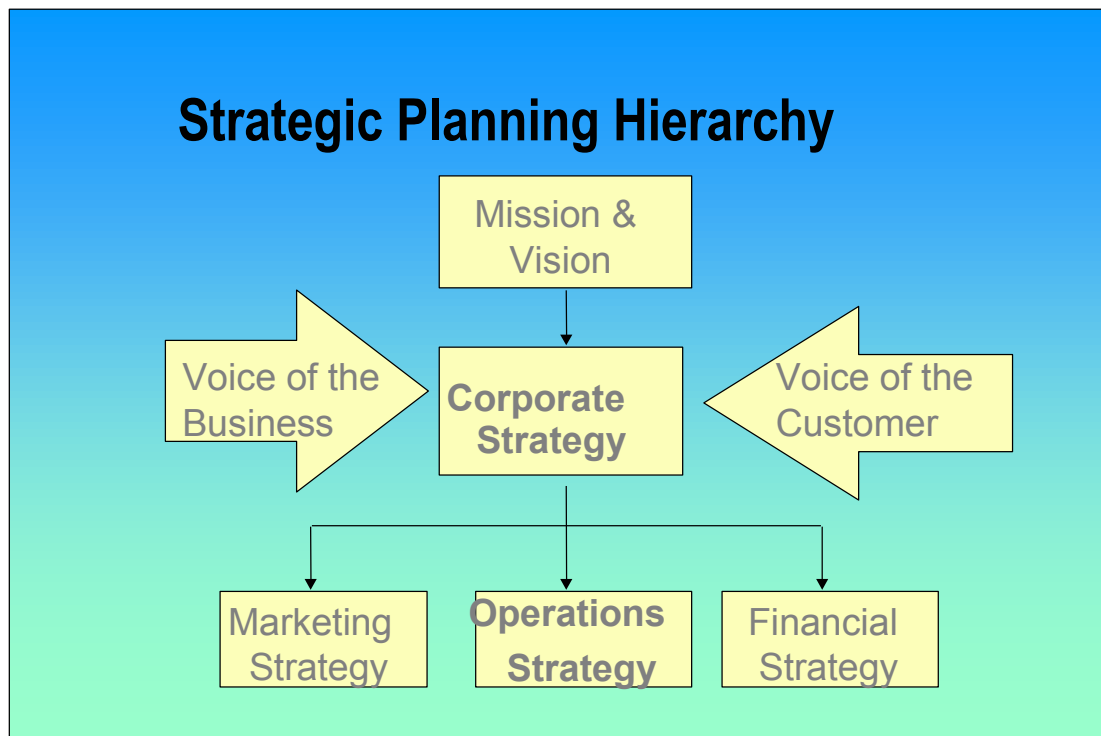 Strategic Planning Hierarchy
Mission &
Vision
Voice of the
Business
Corporate
Strategy
Voice of the
Customer
Marketing
Strategy
Operations
Strategy
Financial
Strategy